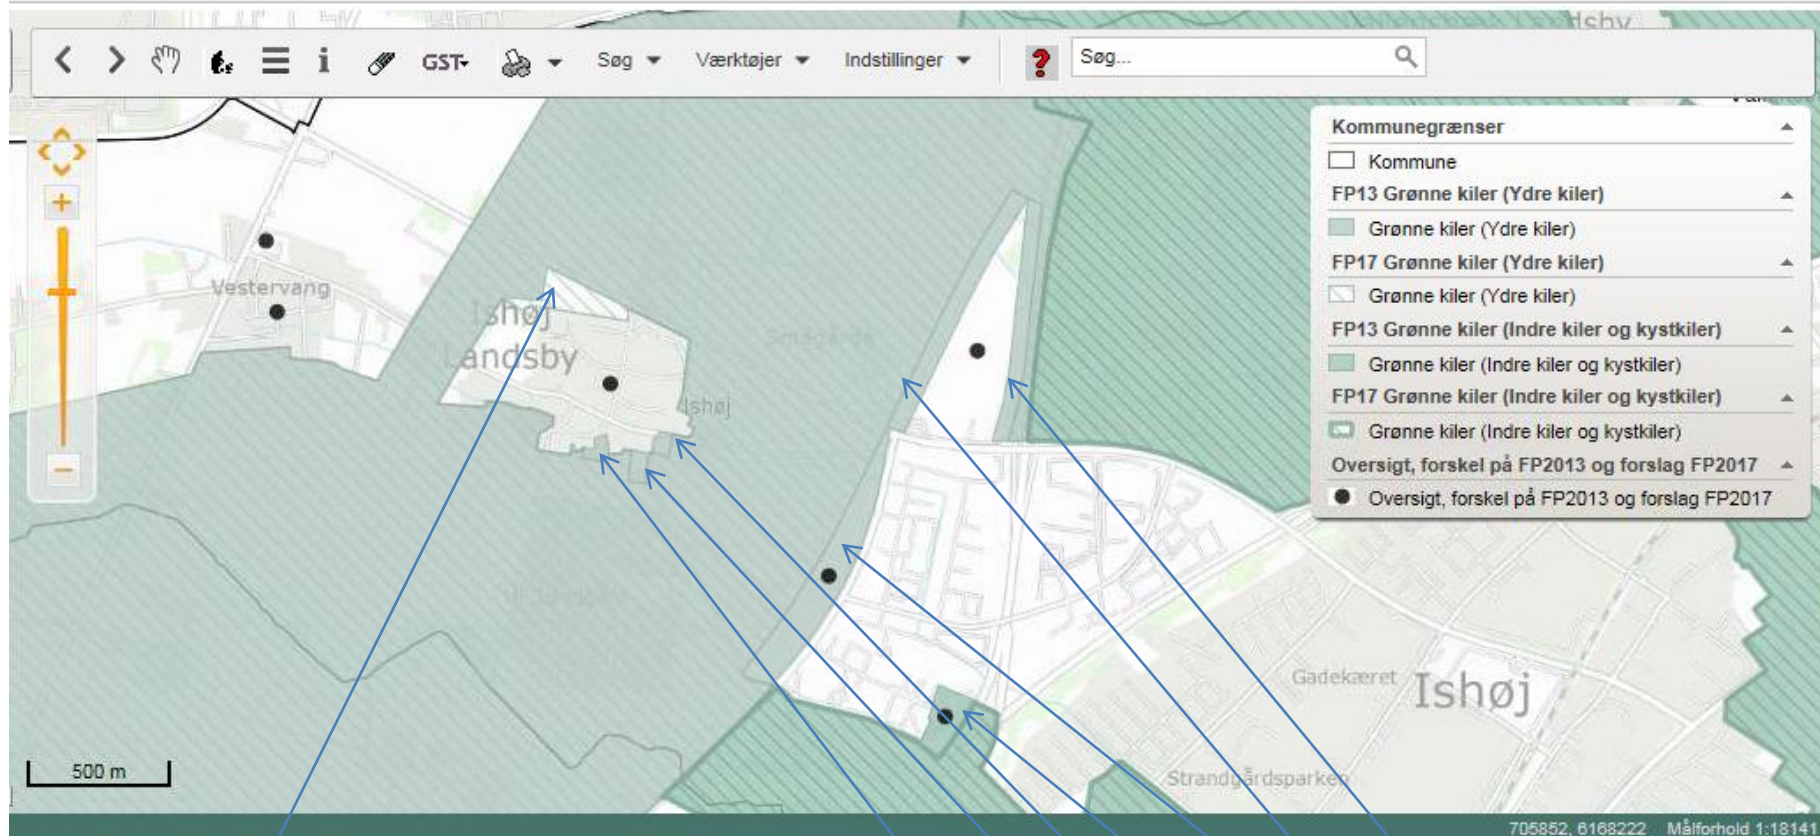 GST
Søg
Værktøjer
Indstillinger
?
Søg...
Kommunegrænser
Kommune
FP13 Grønne kiler (Ydre kiler)
Grønne kiler (Ydre kiler)
FP17 Grønne kiler (Ydre kiler)
Grønne kiler (Ydre kiler)
FP13 Grønne kiler (Indre kiler og kystkiler)
Grønne kiler (Indre kiler og kystkiler)
FP17 Grønne kiler (Indre kiler og kystkiler)
Grønne kiler (Indre kiler og kystkiler)
Oversigt, forskel på FP2013 og forslag FP2017
Oversigt, forskel på FP2013 og forslag FP2017
Vestervang
Ishøj
Landsby
Smøgårde
Ishøj
Gadekæret
Ishøj
Strandgårdsparken
500 m
705852, 6168222 Målforhold 1:18141